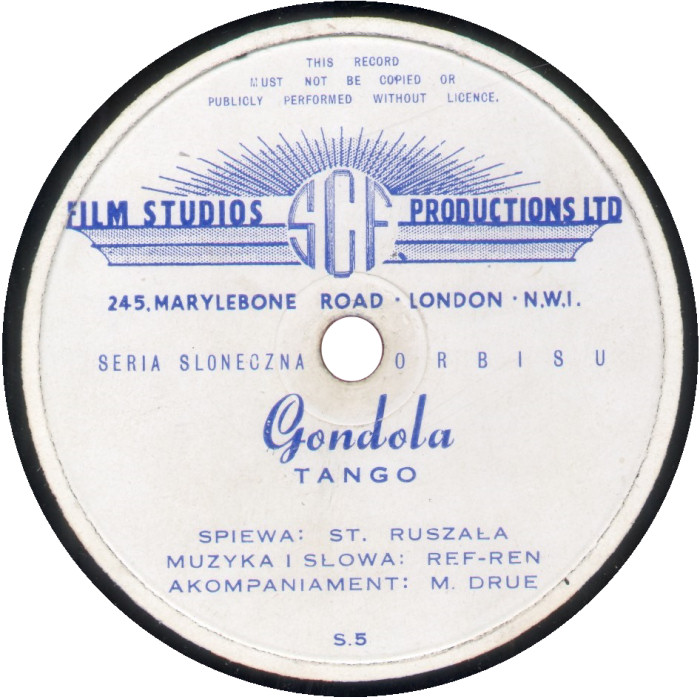 THIS RECORD
MUST NOT BE COPIED OR
PUBLICLY PERFORMED WITHOUT LICENCE.
FILM STUDIOS SCF PRODUCTIONS LTD
245, MARYLEBONE ROAD · LONDON · N.W.1.
SERIA SLONECZNA ORBISU
Gondola
TANGO
SPIEWA: ST. RUSZAŁA
MUZYKA I SŁOWA: REF-REN
AKOMPANIAMENT: M. DRUE
S.5